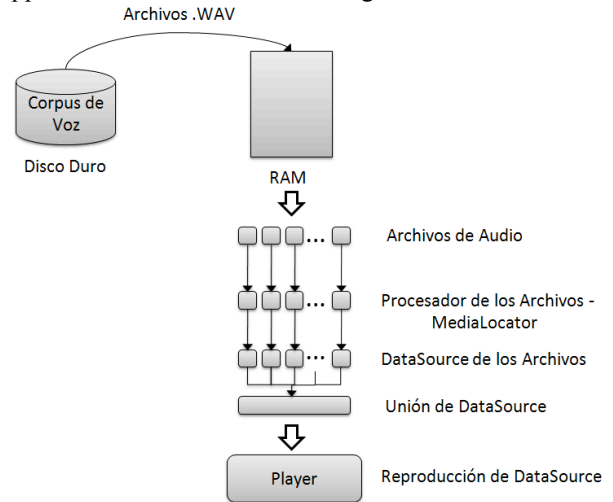 Archivos .WAV
Corpus de
Voz
Disco Duro
RAM
...
Archivos de Audio
...
Procesador de los Archivos -
MediaLocator
...
DataSource de los Archivos
Unión de DataSource
Player
Reproducción de DataSource